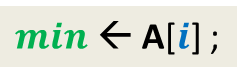 min ← A[i] ;